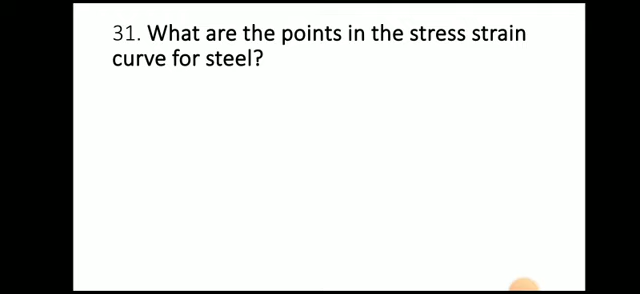 31. What are the points in the stress strain
curve for steel?